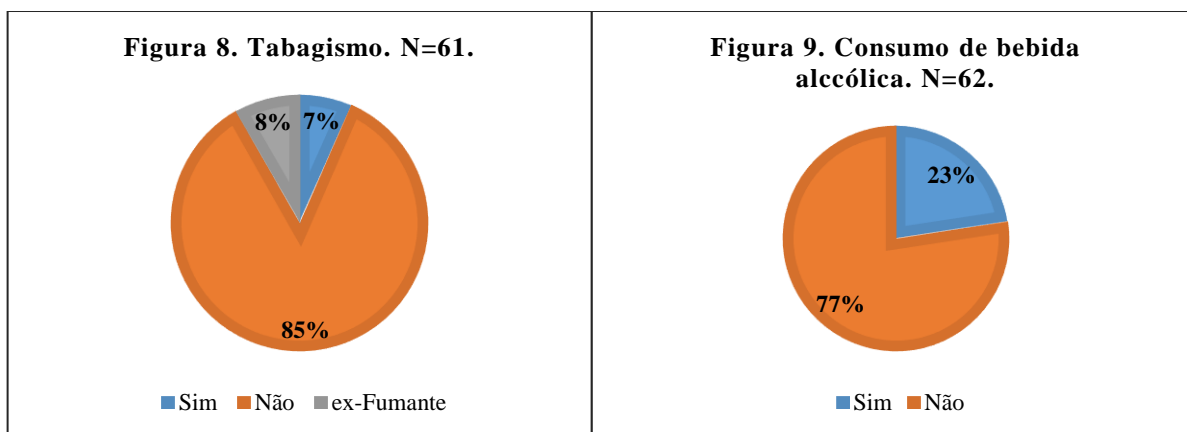 Figura 8. Tabagismo. N=61.
8%
7%
85%
Sim Não ex-Fumante
Figura 9. Consumo de bebida
alccólica. N=62.
23%
77%
Sim Não